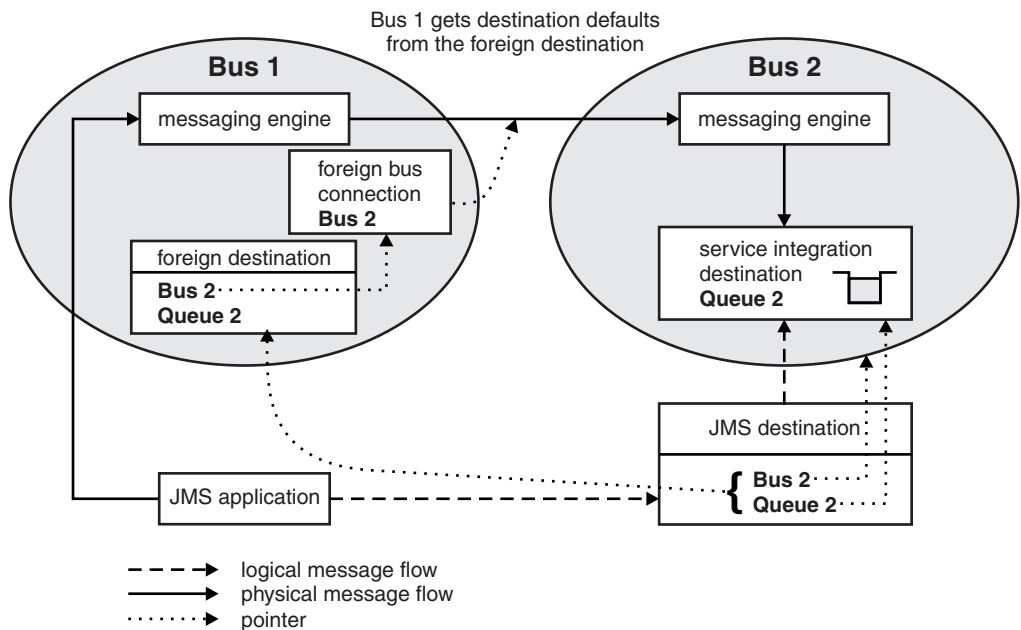 Bus 1 gets destination defaults
from the foreign destination
Bus 1
messaging engine
foreign bus
connection
Bus 2
foreign destination
Bus 2
Queue 2
Bus 2
messaging engine
service integration
destination
Queue 2
JMS destination
{ Bus 2
Queue 2
JMS application
logical message flow
physical message flow
pointer